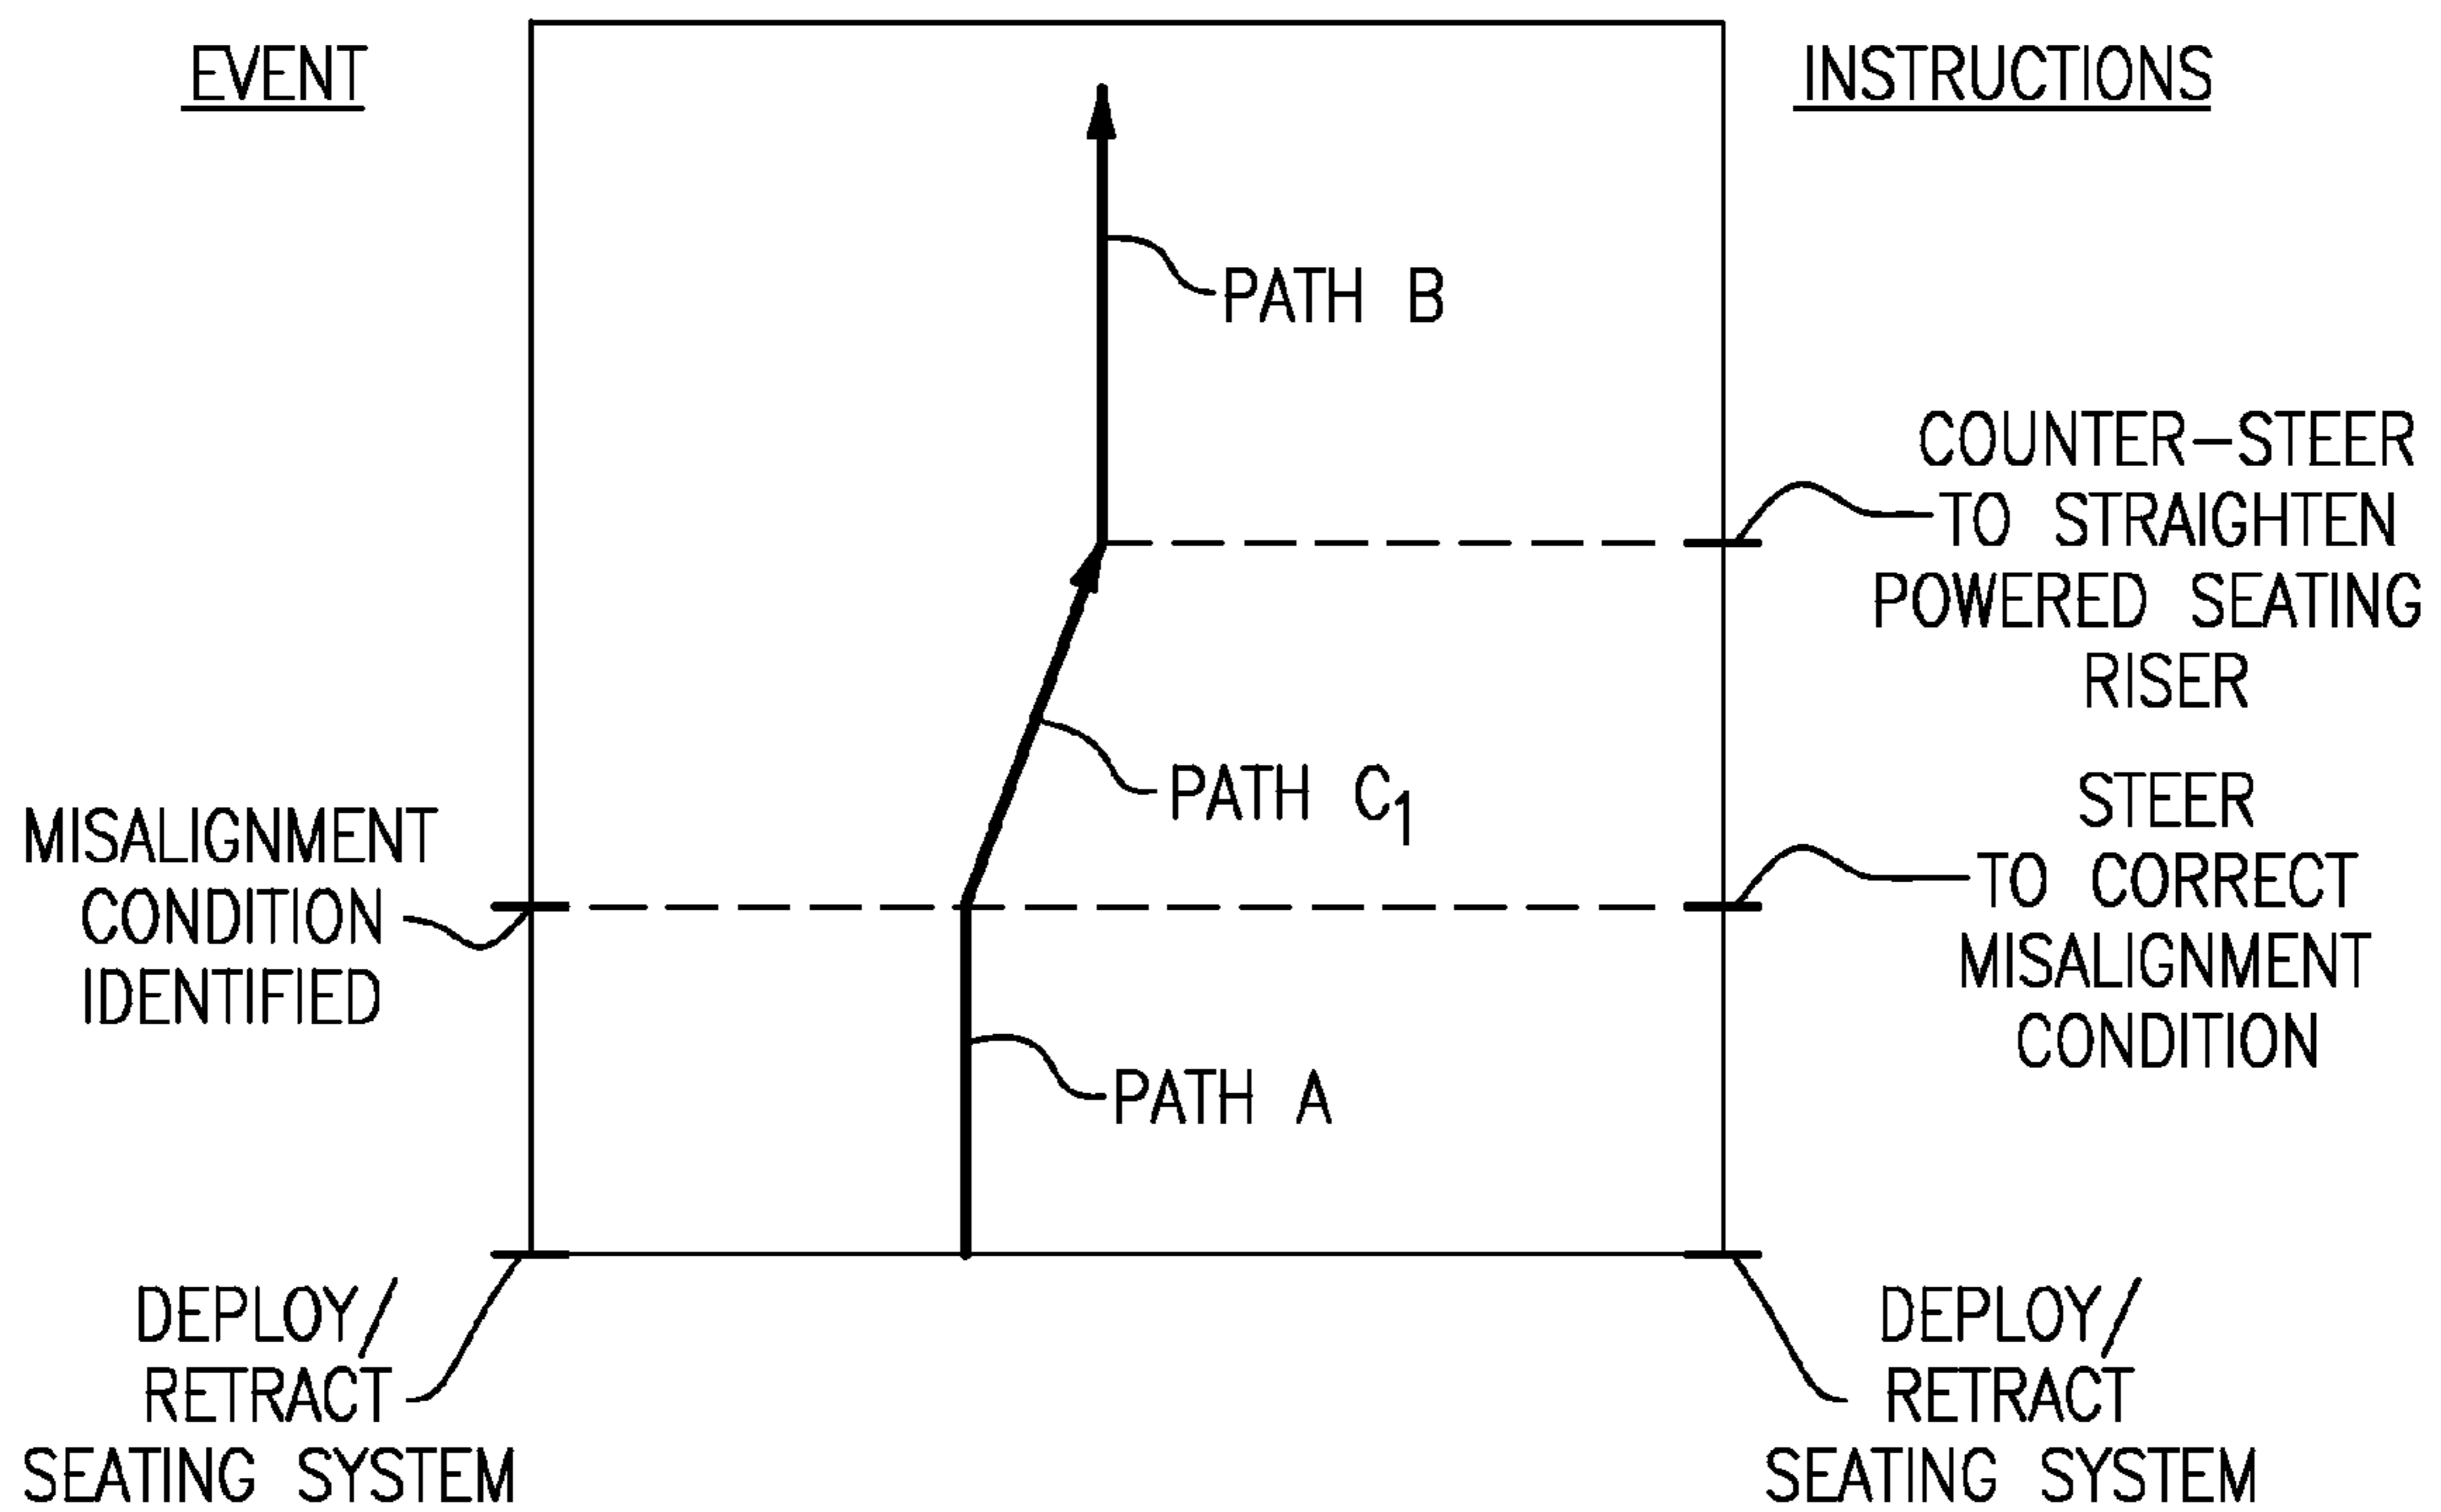 EVENT
INSTRUCTIONS
PATH B
COUNTER-STEER
TO STRAIGHTEN
POWERED SEATING
RISER
PATH C1
STEER
TO CORRECT
MISALIGNMENT
CONDITION
MISALIGNMENT
CONDITION
IDENTIFIED
PATH A
DEPLOY/
RETRACT
SEATING SYSTEM
DEPLOY/
RETRACT
SEATING SYSTEM